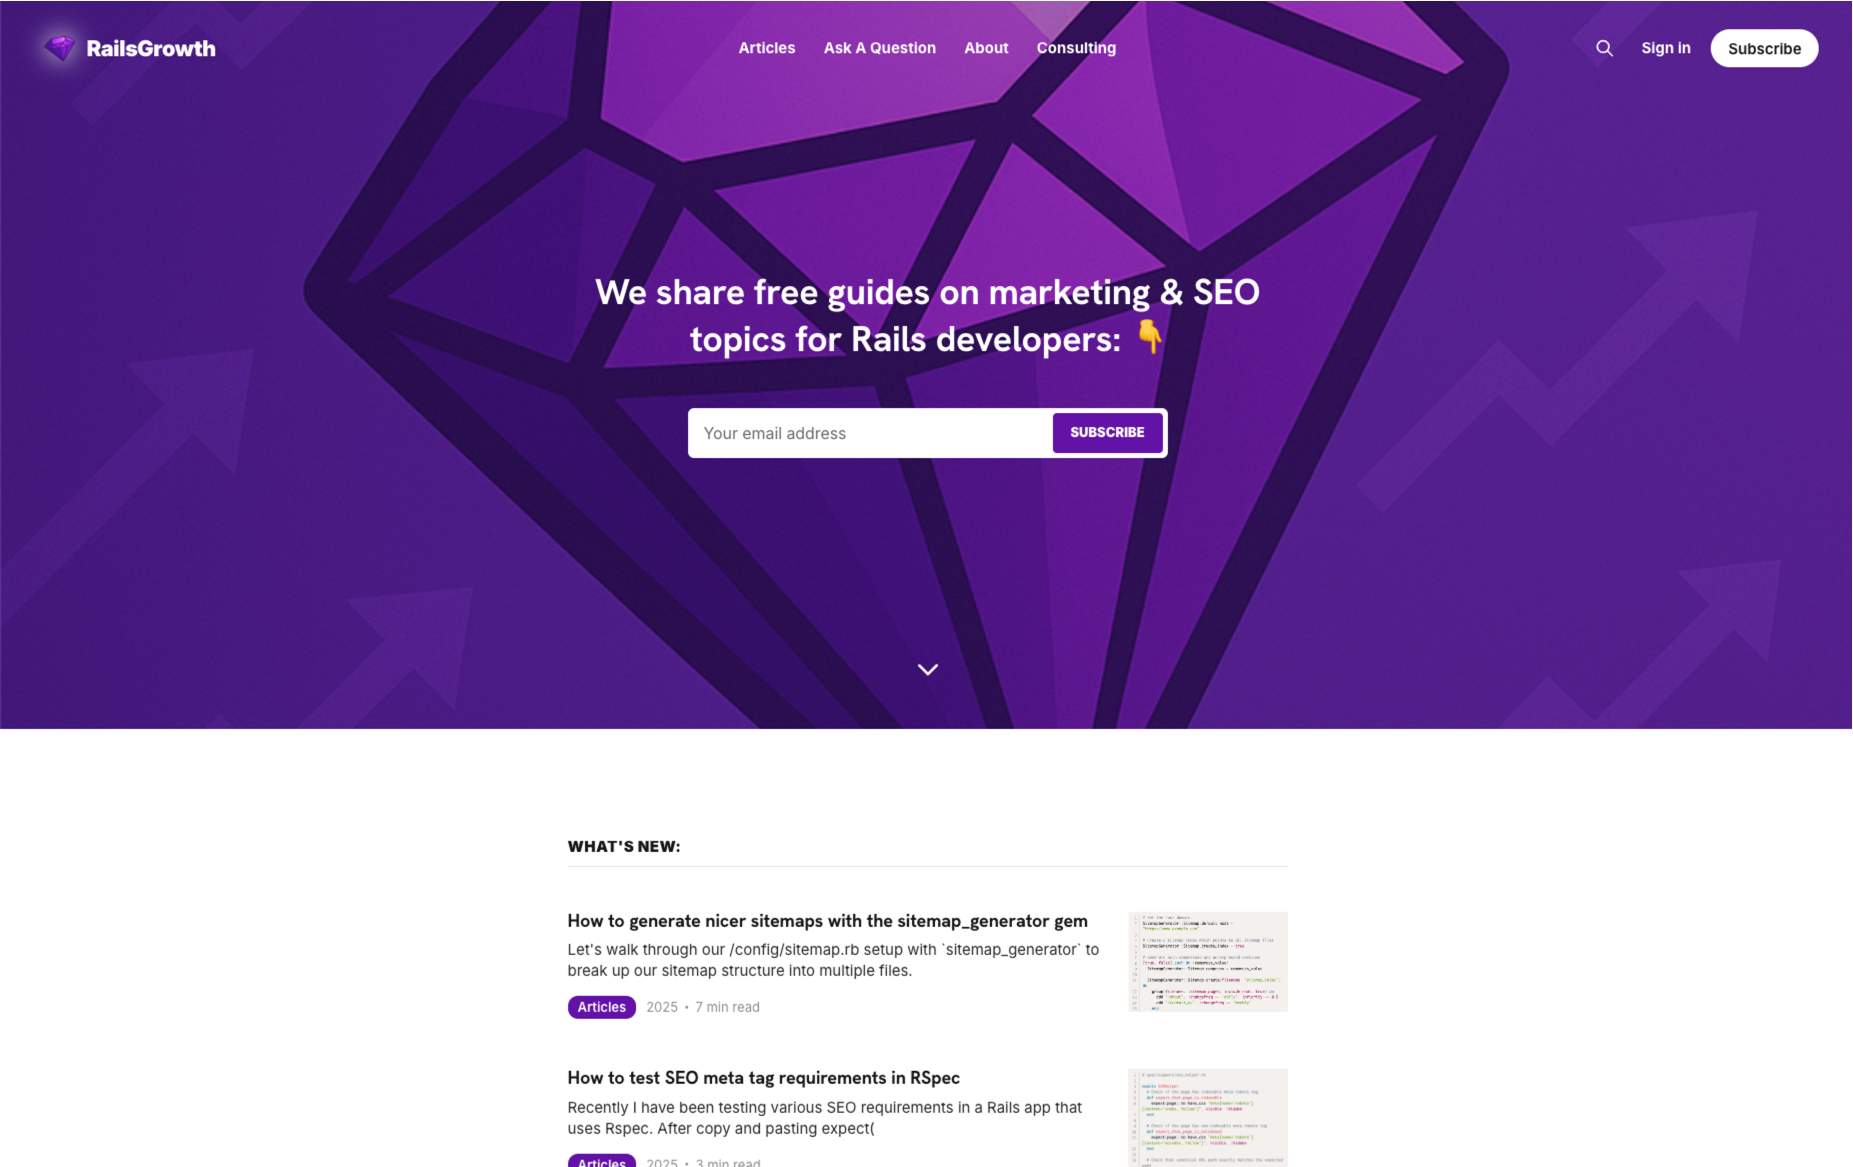 RailsGrowth
Articles Ask A Question About Consulting
Sign in
Subscribe
We share free guides on marketing & SEO
topics for Rails developers: 👇
Your email address
SUBSCRIBE
WHAT'S NEW:
How to generate nicer sitemaps with the sitemap_generator gem
Let's walk through our /config/sitemap.rb setup with `sitemap_generator` to
break up our sitemap structure into multiple files.
Articles 2025 • 7 min read
How to test SEO meta tag requirements in RSpec
Recently I have been testing various SEO requirements in a Rails app that
uses Rspec. After copy and pasting expect(
Articles 2025 • 3 min read